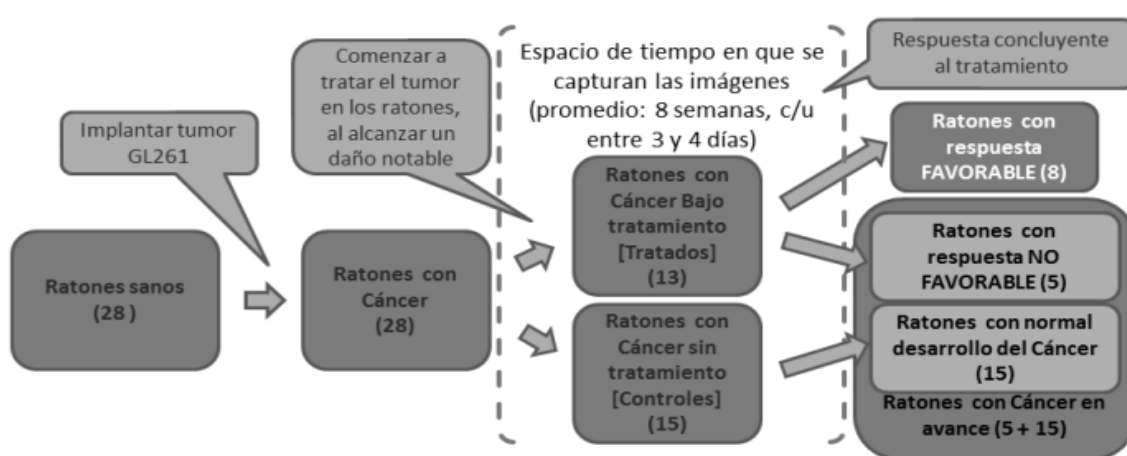 Ratones sanos
(28 )
Implantar tumor
GL261
Ratones con
Cáncer
(28)
Comenzar a
tratar el tumor
en los ratones,
al alcanzar un
daño notable
Espacio de tiempo en que se
capturan las imágenes
(promedio: 8 semanas, c/u
entre 3 y 4 días)
Ratones con
Cáncer Bajo
tratamiento
[Tratados]
(13)
Ratones con
Cáncer sin
tratamiento
[Controles]
(15)
Respuesta concluyente
al tratamiento
Ratones con
respuesta
FAVORABLE (8)
Ratones con
respuesta NO
FAVORABLE (5)
Ratones con normal
desarrollo del Cáncer
(15)
Ratones con Cáncer en
avance (5 + 15)